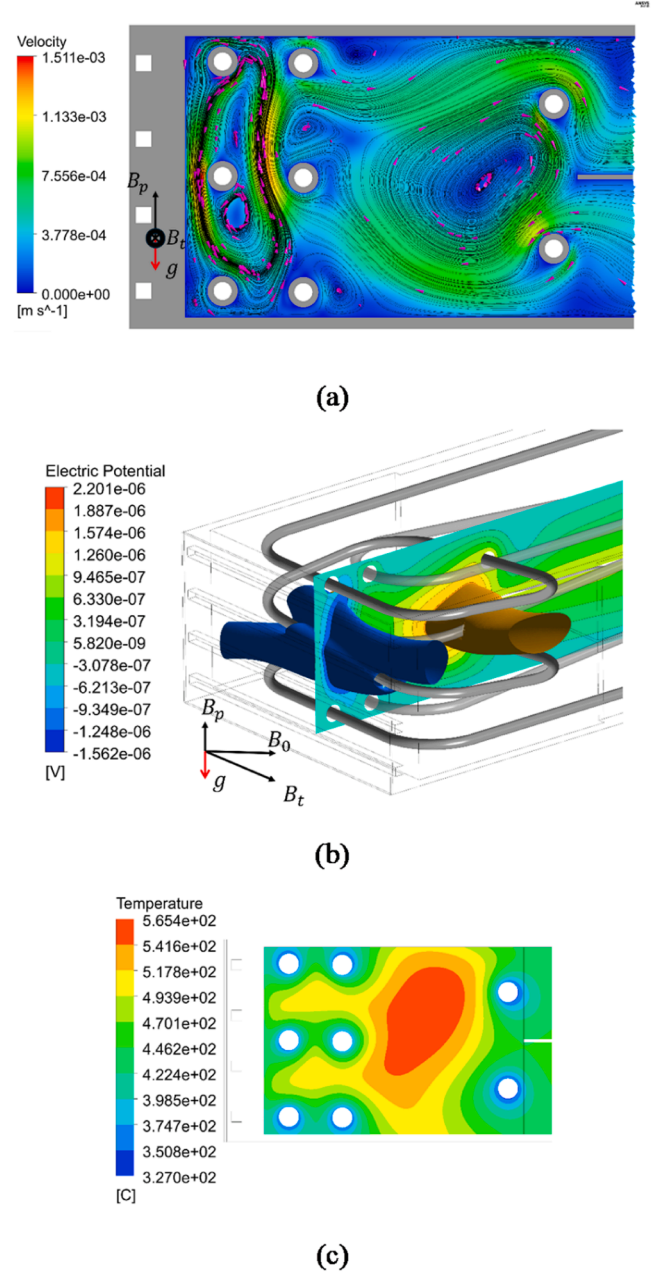 ANSYS
Velocity
1.511e-03
1.133e-03
7.556e-04
3.778e-04
0.000e+00
[m s^-1]
B_p
B_t
g
(a)
Electric Potential
2.201e-06
1.887e-06
1.574e-06
1.260e-06
9.465e-07
6.330e-07
3.194e-07
5.820e-09
-3.078e-07
-6.213e-07
-9.349e-07
-1.248e-06
-1.562e-06
[V]
B_p
B_0
g
B_t
(b)
Temperature
5.654e+02
5.416e+02
5.178e+02
4.939e+02
4.701e+02
4.462e+02
4.224e+02
3.985e+02
3.747e+02
3.508e+02
3.270e+02
[C]
(c)